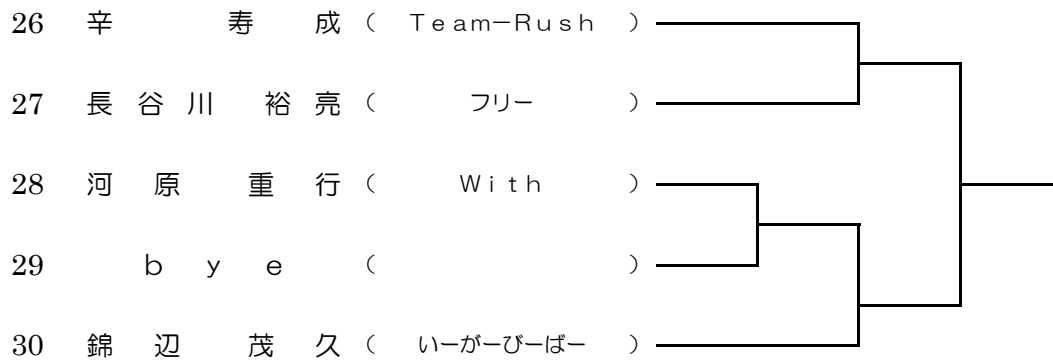 26 辛 寿 成 ( Team-Rush )
27 長 谷 川 裕 亮 ( フリー )
28 河 原 重 行 ( With )
29 b y e ( )
30 錦 辺 茂 久 ( いーがーびーばー )